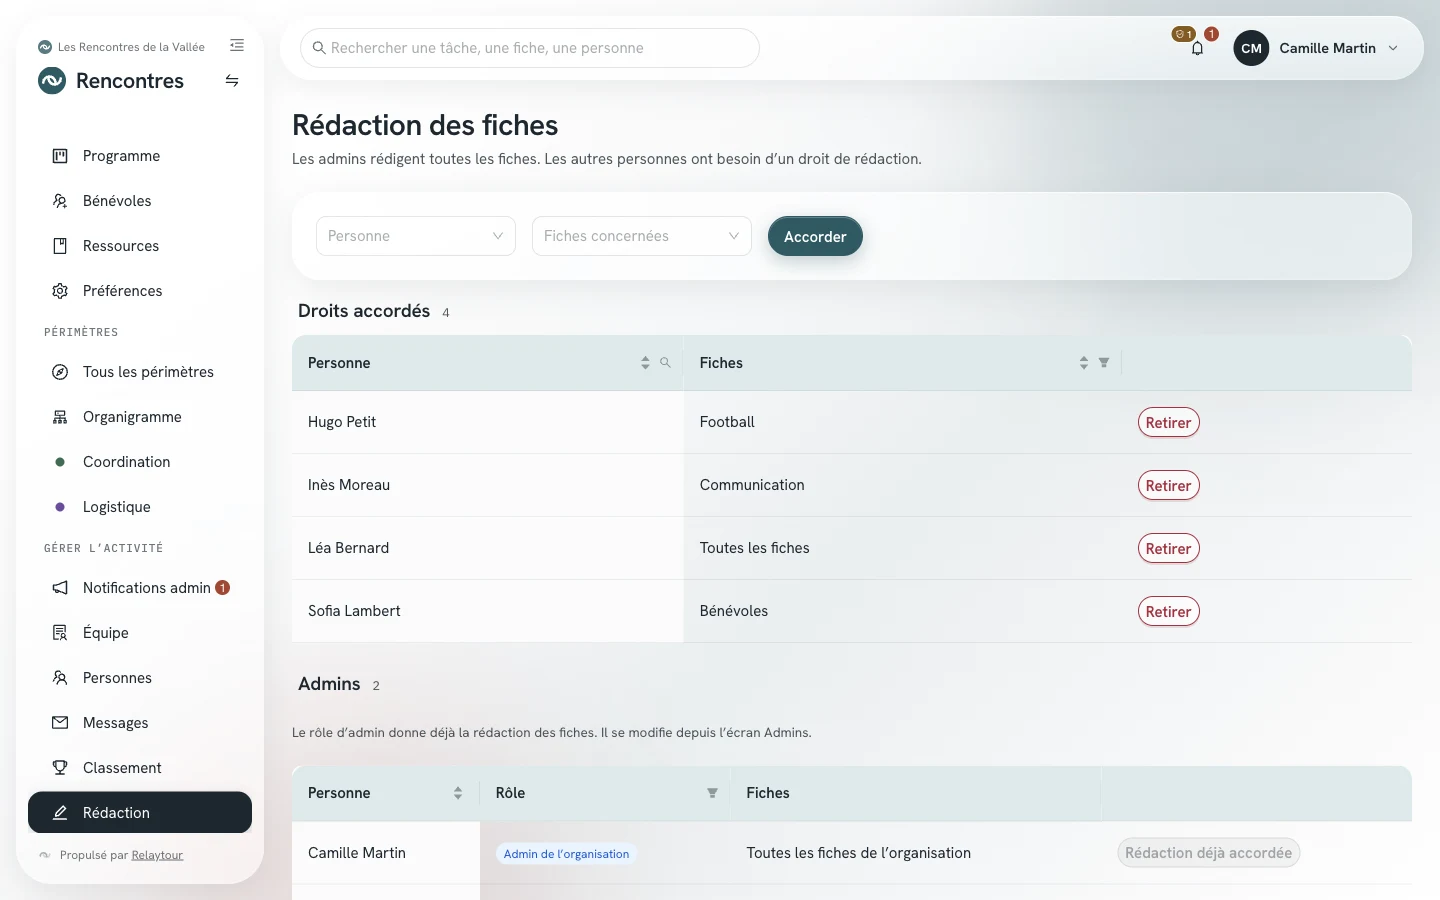 Les Rencontres de la Vallée
Rencontres
Programme
Bénévoles
Ressources
Préférences
PÉRIMÈTRES
Tous les périmètres
Organigramme
Coordination
Logistique
GÉRER L’ACTIVITÉ
Notifications admin 1
Équipe
Personnes
Messages
Classement
Rédaction
Propulsé par Relaytour
Rechercher une tâche, une fiche, une personne
1
1
CM Camille Martin
Rédaction des fiches
Les admins rédigent toutes les fiches. Les autres personnes ont besoin d’un droit de rédaction.
Personne Fiches concernées Accorder
Droits accordés 4
Personne Fiches
Hugo Petit Football Retirer
Inès Moreau Communication Retirer
Léa Bernard Toutes les fiches Retirer
Sofia Lambert Bénévoles Retirer
Admins 2
Le rôle d’admin donne déjà la rédaction des fiches. Il se modifie depuis l’écran Admins.
Personne Rôle Fiches
Camille Martin Admin de l’organisation Toutes les fiches de l’organisation Rédaction déjà accordée